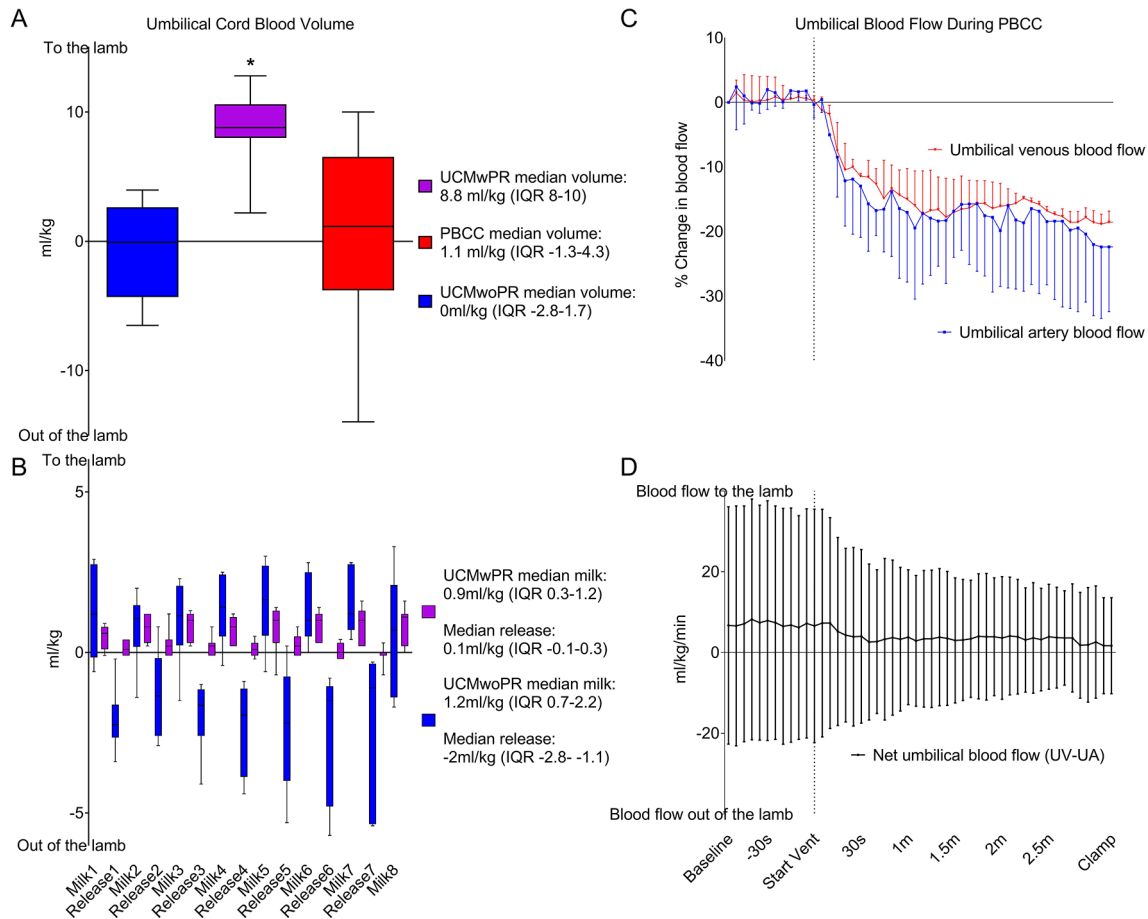 A
Umbilical Cord Blood Volume
To the lamb
*
10
0
-10
ml/kg
Out of the lamb
UCMwPR median volume:
8.8 ml/kg (IQR 8-10)
PBCC median volume:
1.1 ml/kg (IQR -1.3-4.3)
UCMwoPR median volume:
0ml/kg (IQR -2.8-1.7)
B
To the lamb
5
0
-5
ml/kg
Out of the lamb
Milk1
Release1
Milk2
Release2
Milk3
Release3
Milk4
Release4
Milk5
Release5
Milk6
Release6
Milk7
Release7
Milk8
UCMwPR median milk:
0.9ml/kg (IQR 0.3-1.2)
Median release:
0.1ml/kg (IQR -0.1-0.3)
UCMwoPR median milk:
1.2ml/kg (IQR 0.7-2.2)
Median release:
-2ml/kg (IQR -2.8- -1.1)
C
Umbilical Blood Flow During PBCC
10
0
-10
-20
-30
-40
% Change in blood flow
Umbilical venous blood flow
Umbilical artery blood flow
D
Blood flow to the lamb
20
0
-20
ml/kg/min
Net umbilical blood flow (UV-UA)
Blood flow out of the lamb
Baseline
-30s
Start Vent
30s
1m
1.5m
2m
2.5m
Clamp